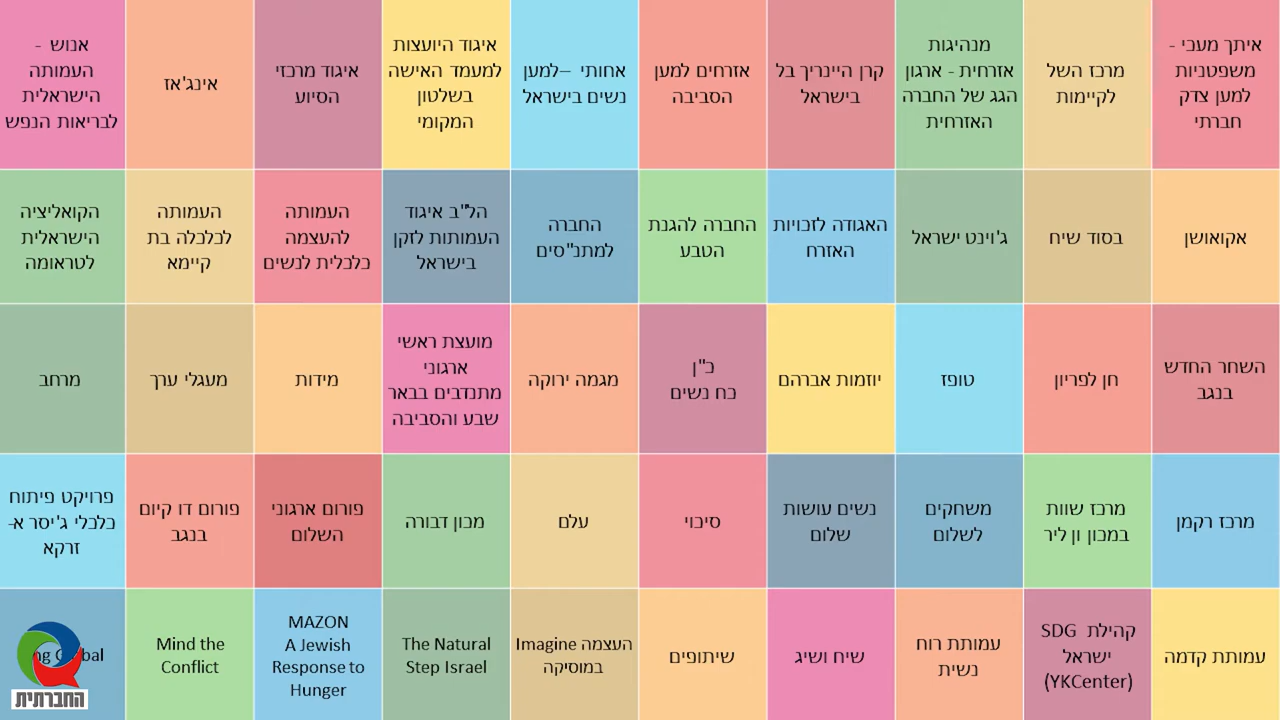 איתך מעכי -
משפטניות
למען צדק
חברתי
מרכז השל
לקיימות
מנהיגות
אזרחית - ארגון
הגג של החברה
האזרחית
קרן היינריך בל
בישראל
אזרחים למען
הסביבה
אחותי –למען
נשים בישראל
איגוד היועצות
למעמד האישה
בשלטון
המקומי
איגוד מרכזי
הסיוע
אינג'אז
אנוש -
העמותה
הישראלית
לבריאות הנפש
אקואושן
בסוד שיח
ג'וינט ישראל
האגודה לזכויות
האזרח
החברה להגנת
הטבע
החברה
למתנ"סים
הל"ב איגוד
העמותות לזקן
בישראל
העמותה
להעצמה
כלכלית לנשים
העמותה
לכלכלה בת
קיימא
הקואליציה
הישראלית
לטראומה
השחר החדש
בנגב
חן לפריון
טופז
יוזמות אברהם
כ"ן
כח נשים
מגמה ירוקה
מועצת ראשי
ארגוני
מתנדבים בבאר
שבע והסביבה
מידות
מעגלי ערך
מרחב
מרכז רקמן
מרכז שוות
במכון ון ליר
משחקים
לשלום
נשים עושות
שלום
סיכוי
עלם
מכון דבורה
פורום ארגוני
השלום
פורום דו קיום
בנגב
פרויקט פיתוח
כלכלי ג'יסר א-
זרקא
עמותת קדמה
קהילת SDG
ישראל
(YKCenter)
עמותת רוח
נשית
שיח ושיג
שיתופים
Imagine העצמה
במוסיקה
The Natural
Step Israel
MAZON
A Jewish
Response to
Hunger
Mind the
Conflict
החברתית